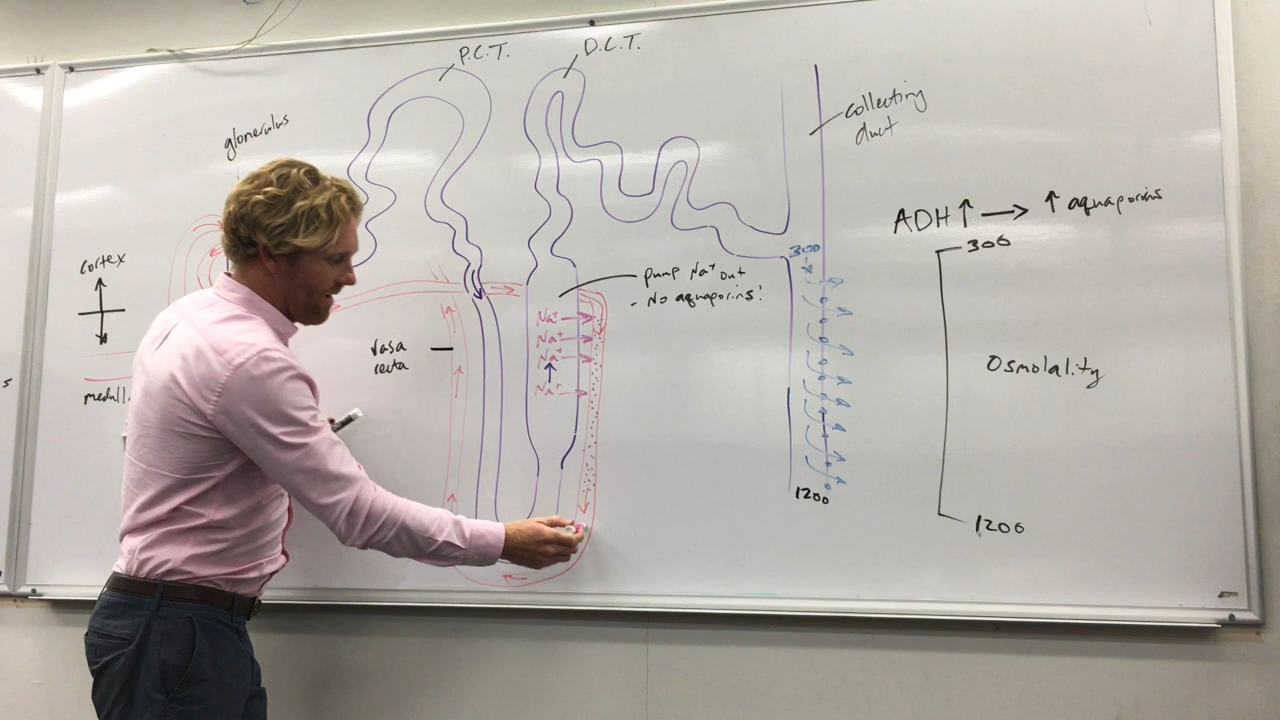 P.C.T.
D.C.T.
glomerulus
collecting
duct
ADH↑ → ↑ aquaporins
300
300
cortex
pump Na⁺ out
- No aquaporins!
Na⁺
Na⁺
Na⁺
Na⁺
vasa
recta
Osmolality
medull
1200
1200
s